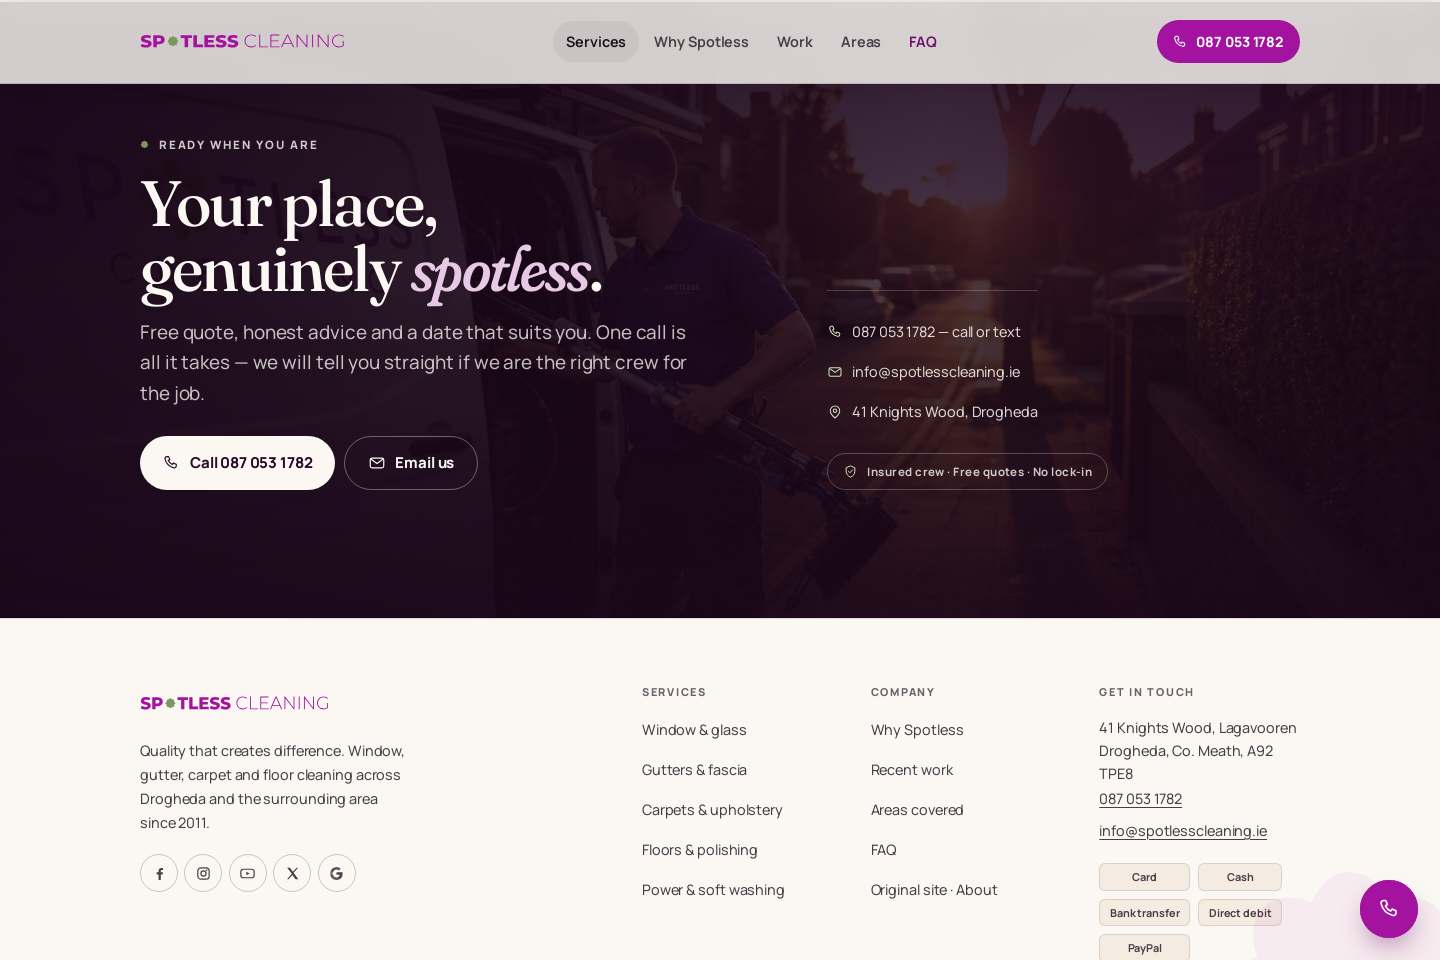 SPOTLESS CLEANING
Services
Why Spotless
Work
Areas
FAQ
087 053 1782
READY WHEN YOU ARE
Your place,
genuinely spotless.
Free quote, honest advice and a date that suits you. One call is
all it takes — we will tell you straight if we are the right crew for
the job.
Call 087 053 1782
Email us
087 053 1782 — call or text
info@spotlesscleaning.ie
41 Knights Wood, Drogheda
Insured crew · Free quotes · No lock-in
SPOTLESS CLEANING
Quality that creates difference. Window,
gutter, carpet and floor cleaning across
Drogheda and the surrounding area
since 2011.
SERVICES
Window & glass
Gutters & fascia
Carpets & upholstery
Floors & polishing
Power & soft washing
COMPANY
Why Spotless
Recent work
Areas covered
FAQ
Original site · About
GET IN TOUCH
41 Knights Wood, Lagavooren
Drogheda, Co. Meath, A92
TPE8
087 053 1782
info@spotlesscleaning.ie
Card
Cash
Bank transfer
Direct debit
PayPal